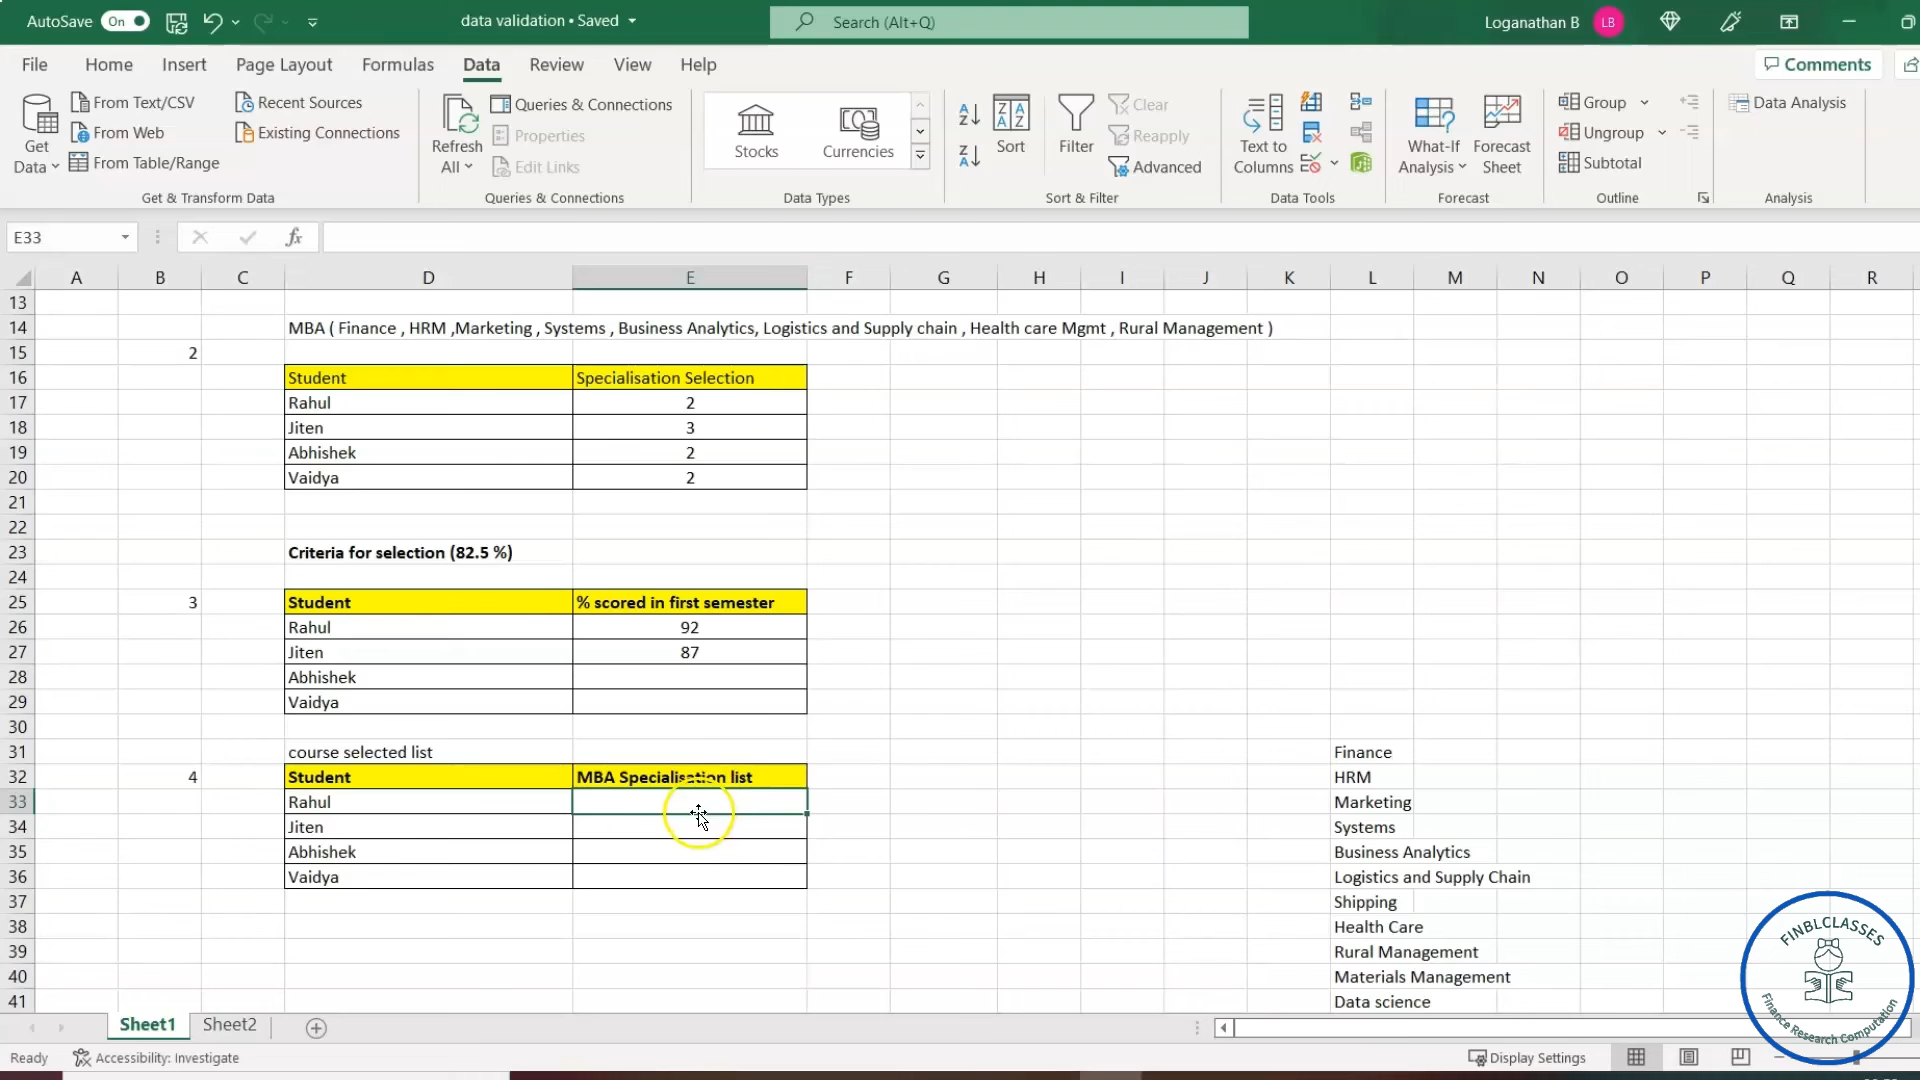 AutoSave On data validation • Saved Search (Alt+Q) Loganathan B LB
File Home Insert Page Layout Formulas Data Review View Help Comments
Get Data From Text/CSV From Web From Table/Range Recent Sources Existing Connections
Get & Transform Data
Refresh All Queries & Connections Properties Edit Links
Queries & Connections
Stocks Currencies
Data Types
Sort Filter Clear Reapply Advanced
Sort & Filter
Text to Columns
Data Tools
What-If Analysis Forecast Sheet
Forecast
Group Ungroup Subtotal
Outline
Data Analysis
Analysis
E33 fx
A B C D E F G H I J K L M N O P Q R
13
14 MBA ( Finance , HRM ,Marketing , Systems , Business Analytics, Logistics and Supply chain , Health care Mgmt , Rural Management )
15 2
16 Student Specialisation Selection
17 Rahul 2
18 Jiten 3
19 Abhishek 2
20 Vaidya 2
21
22
23 Criteria for selection (82.5 %)
24
25 3 Student % scored in first semester
26 Rahul 92
27 Jiten 87
28 Abhishek
29 Vaidya
30
31 course selected list Finance
32 4 Student MBA Specialisation list HRM
33 Rahul Marketing
34 Jiten Systems
35 Abhishek Business Analytics
36 Vaidya Logistics and Supply Chain
37 Shipping
38 Health Care
39 Rural Management
40 Materials Management
41 Data science
Sheet1 Sheet2
Ready Accessibility: Investigate Display Settings
FINBLCLASSES
Finance Research Computation